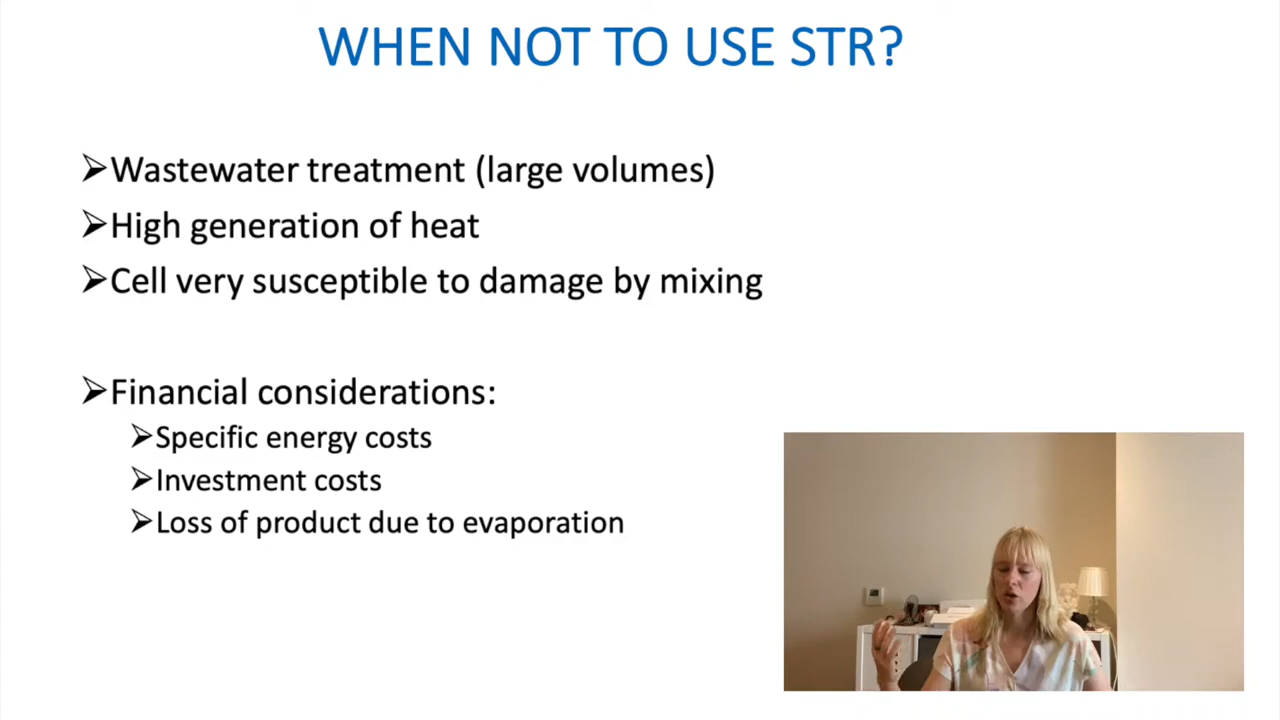 WHEN NOT TO USE STR?
➢Wastewater treatment (large volumes)
➢High generation of heat
➢Cell very susceptible to damage by mixing
➢Financial considerations:
➢Specific energy costs
➢Investment costs
➢Loss of product due to evaporation